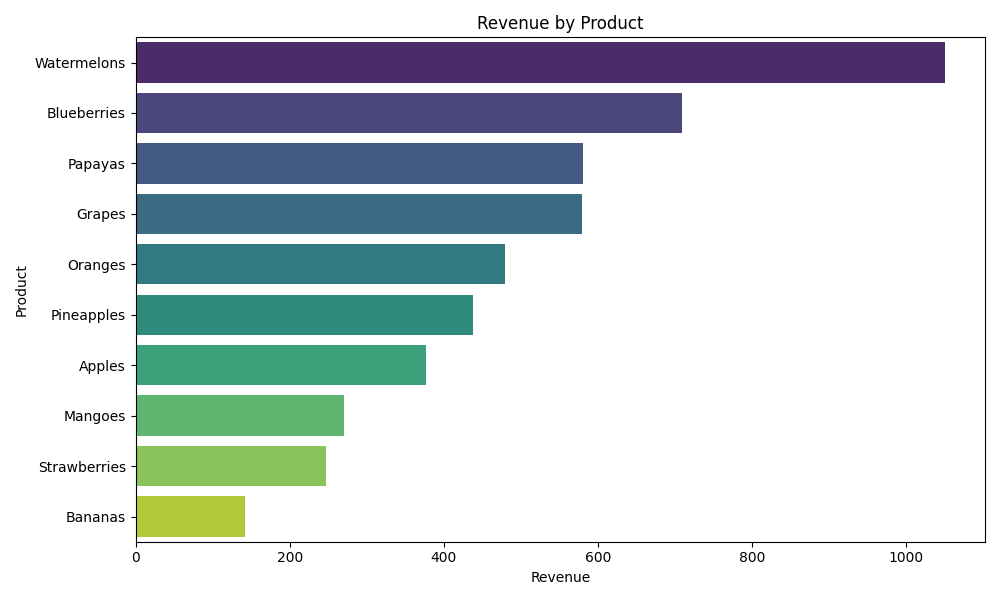 Revenue by Product
Product
Watermelons
Blueberries
Papayas
Grapes
Oranges
Pineapples
Apples
Mangoes
Strawberries
Bananas
0 200 400 600 800 1000
Revenue